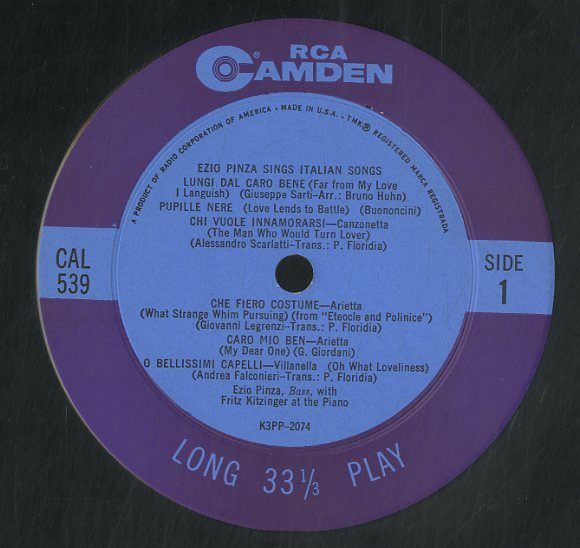 RCA
CAMDEN®
A PRODUCT OF RADIO CORPORATION OF AMERICA • MADE IN U.S.A. • TMK® REGISTERED MARCA REGISTRADA
EZIO PINZA SINGS ITALIAN SONGS
LUNGI DAL CARO BENE (Far from My Love
I Languish) (Giuseppe Sarti-Arr.: Bruno Huhn)
PUPILLE NERE (Love Lends to Battle) (Buononcini)
CHI VUOLE INNAMORARSI—Canzonetta
(The Man Who Would Turn Lover)
(Alessandro Scarlatti-Trans.: P. Floridia)
CAL
539
SIDE
1
CHE FIERO COSTUME—Arietta
(What Strange Whim Pursuing) (from "Eteocle and Polinice")
(Giovanni Legrenzi-Trans.: P. Floridia)
CARO MIO BEN—Arietta
(My Dear One) (G. Giordani)
O BELLISSIMI CAPELLI—Villanella (Oh What Loveliness)
(Andrea Falconieri-Trans.: P. Floridia)
Ezio Pinza, Bass, with
Fritz Kitzinger at the Piano
K3PP-2074
LONG 33 1/3 PLAY